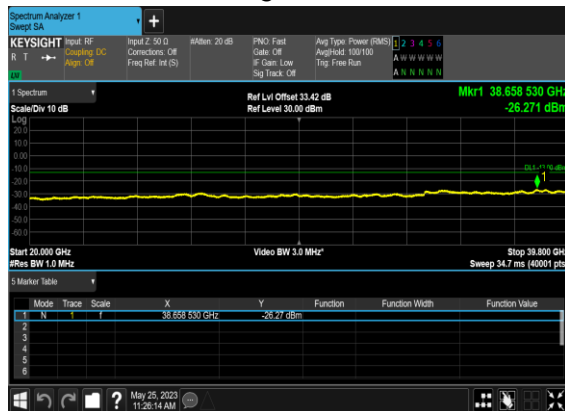 Spectrum Analyzer 1
Swept SA
KEYSIGHT Input: RF Input Z: 50 Ω #Atten: 20 dB PNO: Fast Avg Type: Power (RMS) 1 2 3 4 5 6
R T Coupling: DC Corrections: Off Gate: Off Avg|Hold: 100/100 A W W W W W
Align: Off Freq Ref: Int (S) IF Gain: Low Trig: Free Run
LW Sig Track: Off A N N N N N
1 Spectrum Ref Lvl Offset 33.42 dB Mkr1 38.658 530 GHz
Scale/Div 10 dB Ref Level 30.00 dBm -26.271 dBm
Log
20.0
10.0
0.00
-10.0 DL1 -13.00 dBm
-20.0 1
-30.0
-40.0
-50.0
-60.0
Start 20.000 GHz Video BW 3.0 MHz* Stop 39.800 GHz
#Res BW 1.0 MHz Sweep 34.7 ms (40001 pts)
5 Marker Table
Mode Trace Scale X Y Function Function Width Function Value
1 N 1 f 38.658 530 GHz -26.27 dBm
2
3
4
5
6
? May 25, 2023
11:26:14 AM